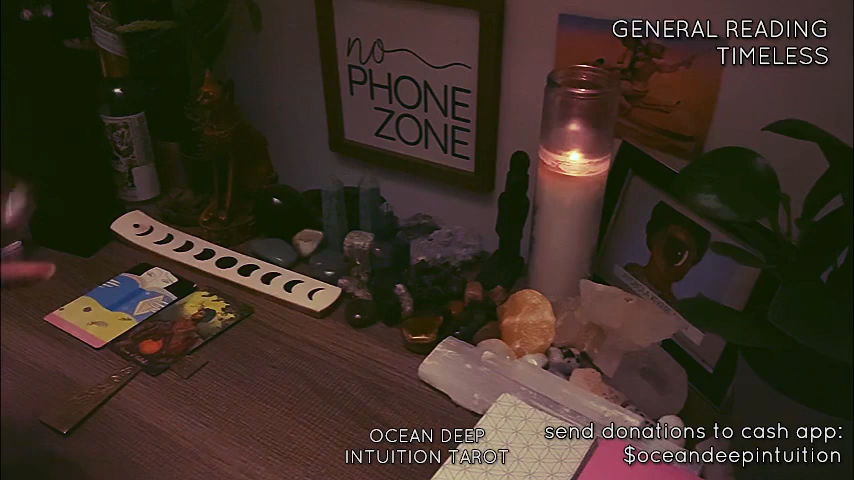 GENERAL READING
TIMELESS
no
PHONE
ZONE
OCEAN DEEP
INTUITION TAROT
send donations to cash app:
$oceandeepintuition